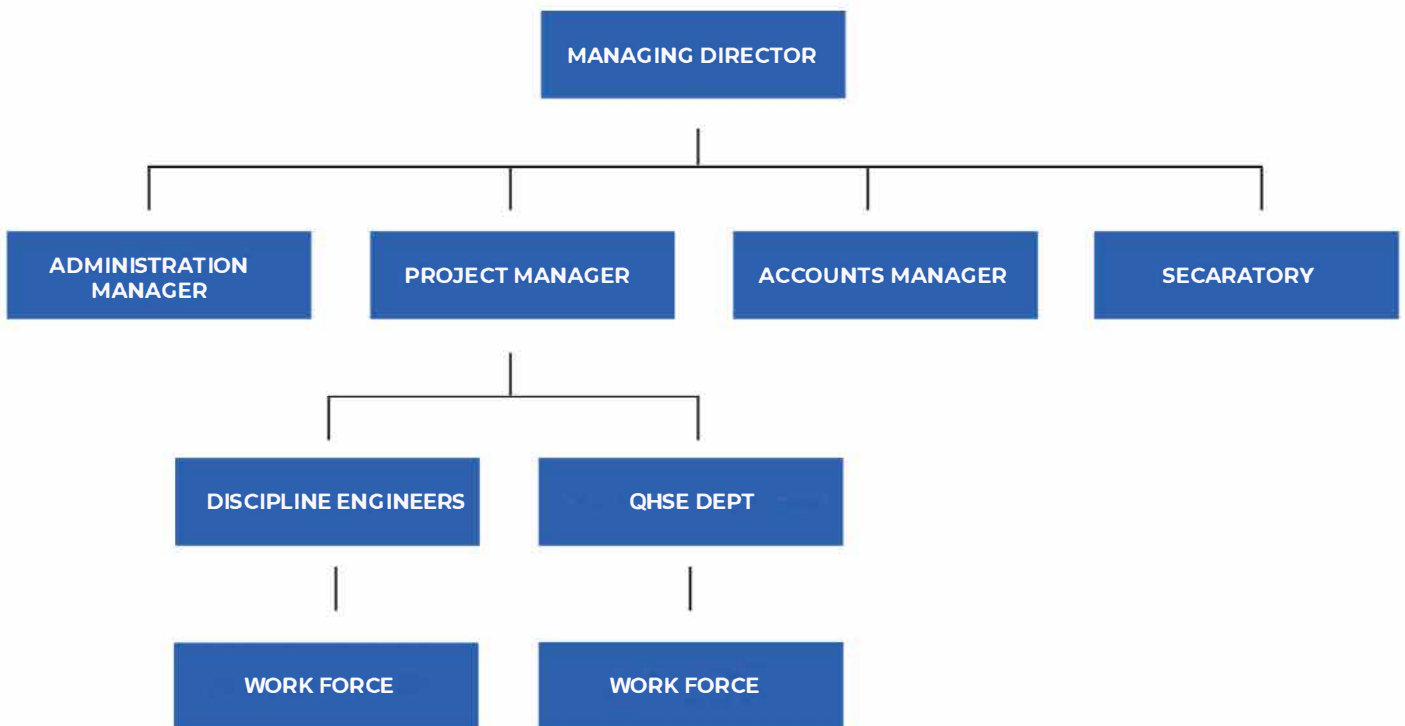 MANAGING DIRECTOR
ADMINISTRATION
MANAGER
PROJECT MANAGER
ACCOUNTS MANAGER
SECARATORY
DISCIPLINE ENGINEERS
QHSE DEPT
WORK FORCE
WORK FORCE